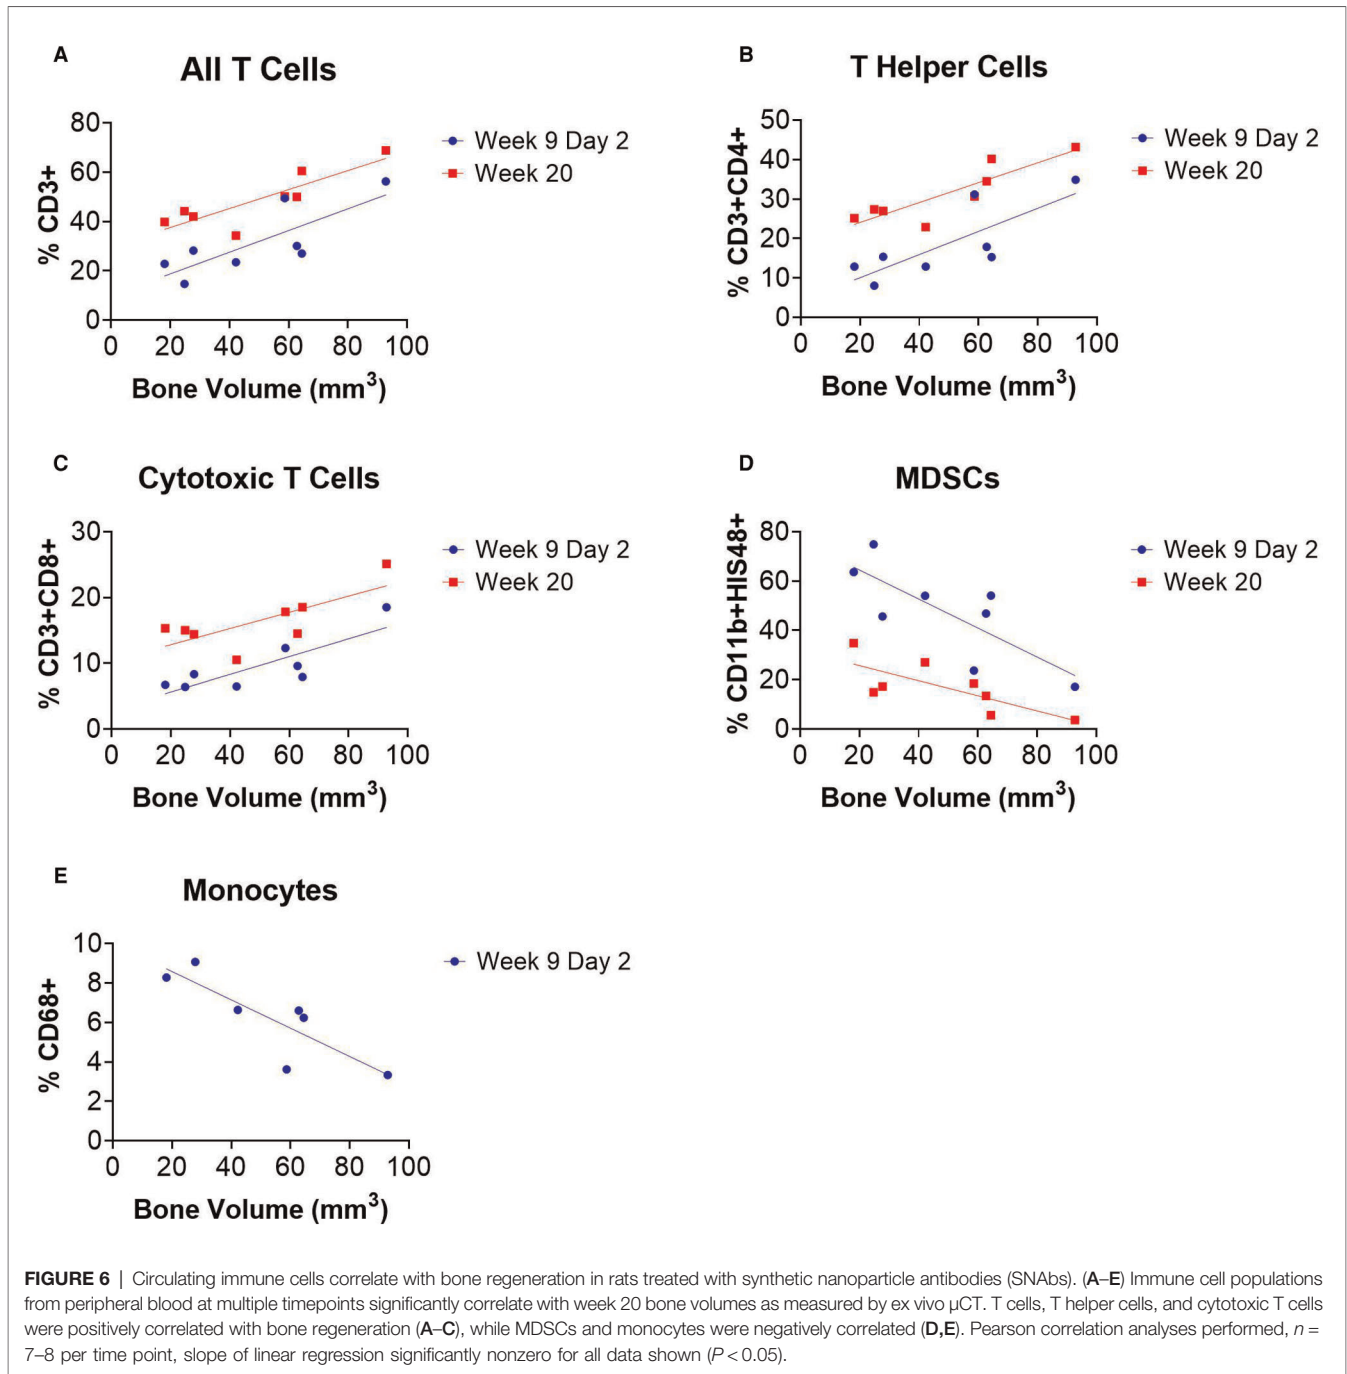 A
All T Cells
% CD3+
80
60
40
20
0
0 20 40 60 80 100
Bone Volume (mm³)
Week 9 Day 2
Week 20
B
T Helper Cells
% CD3+CD4+
50
40
30
20
10
0
0 20 40 60 80 100
Bone Volume (mm³)
Week 9 Day 2
Week 20
C
Cytotoxic T Cells
% CD3+CD8+
30
20
10
0
0 20 40 60 80 100
Bone Volume (mm³)
Week 9 Day 2
Week 20
D
MDSCs
% CD11b+HIS48+
80
60
40
20
0
0 20 40 60 80 100
Bone Volume (mm³)
Week 9 Day 2
Week 20
E
Monocytes
% CD68+
10
8
6
4
2
0
0 20 40 60 80 100
Bone Volume (mm³)
Week 9 Day 2
FIGURE 6 | Circulating immune cells correlate with bone regeneration in rats treated with synthetic nanoparticle antibodies (SNAbs). (A–E) Immune cell populations
from peripheral blood at multiple timepoints significantly correlate with week 20 bone volumes as measured by ex vivo µCT. T cells, T helper cells, and cytotoxic T cells
were positively correlated with bone regeneration (A–C), while MDSCs and monocytes were negatively correlated (D,E). Pearson correlation analyses performed, n =
7–8 per time point, slope of linear regression significantly nonzero for all data shown (P < 0.05).